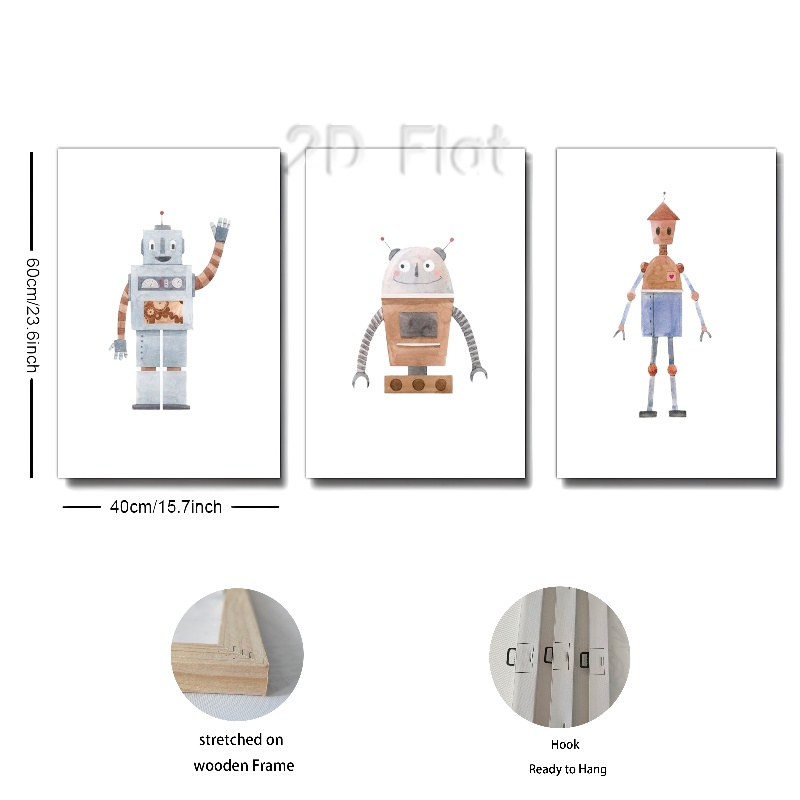 2D Flat
60cm/23.6inch
40cm/15.7inch
stretched on
wooden Frame
Hook
Ready to Hang